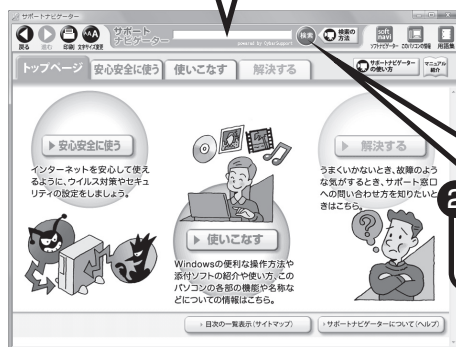 サポートナビゲーター
戻る 進む 印刷 文字サイズ変更
サポート
ナビゲーター
powered by CyberSupport
検索
検索の
方法
soft
navi
ソフトナビゲーター このパソコンの情報 用語集
トップページ 安心安全に使う 使いこなす 解決する
サポートナビゲーター
の使い方
マニュアル
紹介
安心安全に使う
インターネットを安心して使え
るように、ウイルス対策やセキュ
リティの設定をしましょう。
使いこなす
Windowsの便利な操作方法や
添付ソフトの紹介や使い方、この
パソコンの各部の機能や名称な
どについての情報はこちら。
解決する
うまくいかないとき、故障のよう
な気がするとき、サポート窓口
への問い合わせ方を知りたいと
きはこちら。
2
目次の一覧表示(サイトマップ)
サポートナビゲーターについて(ヘルプ)